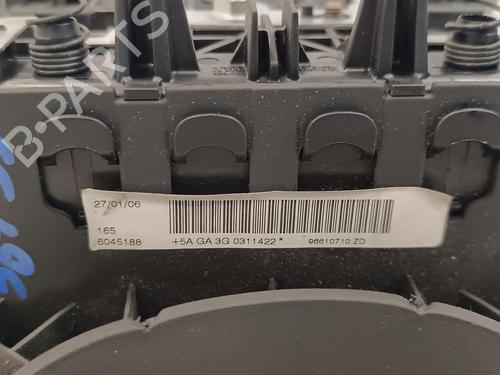 B-PARTS
27/01/06
165
6045188
+5A GA 3G 0311422*
96610710 ZD